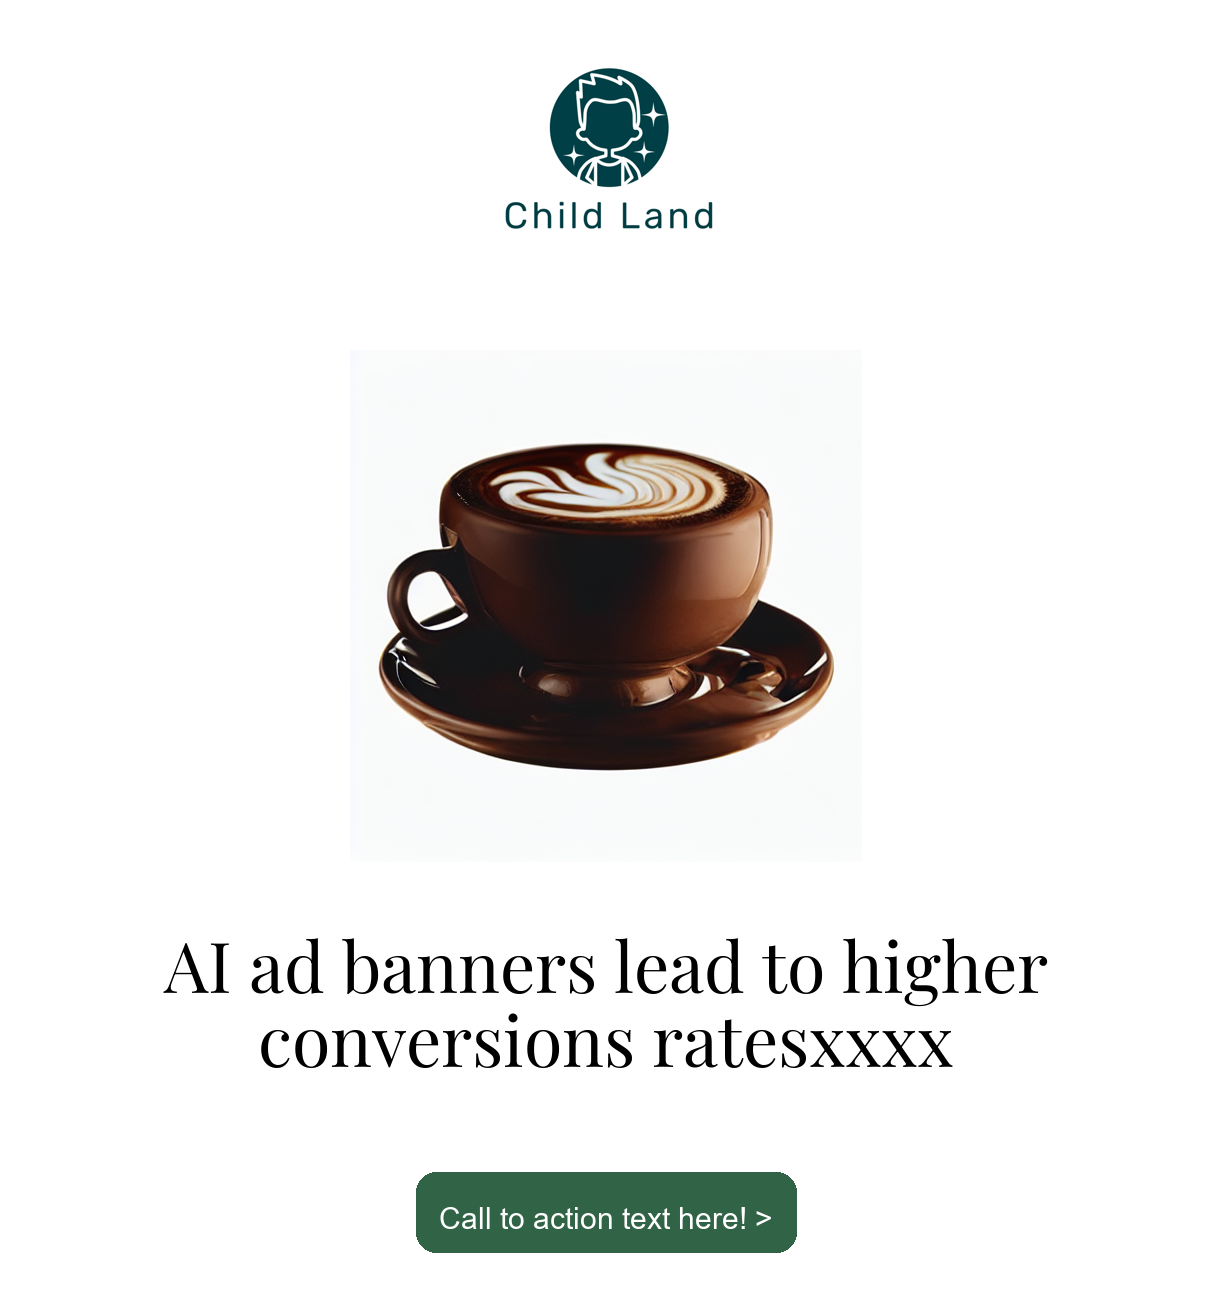 Child Land
AI ad banners lead to higher
conversions ratesxxxx
Call to action text here! >